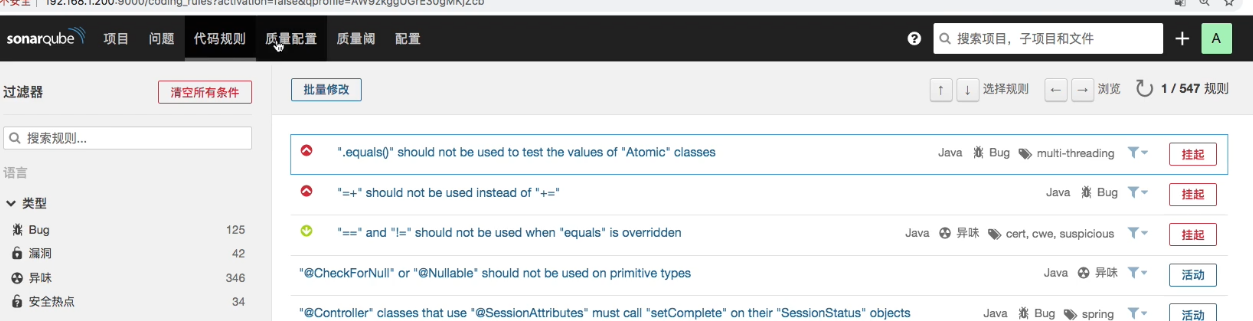 不安全 | 192.168.1.200:9000/coding_rules?activation=false&qprofile=AW9zkggUGrE30gMKjZcb
sonarqube 项目 问题 代码规则 质量配置 质量阈 配置 ? 搜索项目，子项目和文件 + A
过滤器 清空所有条件 批量修改 ↑ ↓ 选择规则 ← → 浏览 1 / 547 规则
搜索规则...
语言
类型
Bug 125
漏洞 42
异味 346
安全热点 34
".equals()" should not be used to test the values of "Atomic" classes Java Bug multi-threading 挂起
"=+" should not be used instead of "+=" Java Bug 挂起
"==" and "!=" should not be used when "equals" is overridden Java 异味 cert, cwe, suspicious 挂起
"@CheckForNull" or "@Nullable" should not be used on primitive types Java 异味 活动
"@Controller" classes that use "@SessionAttributes" must call "setComplete" on their "SessionStatus" objects Java Bug spring 活动